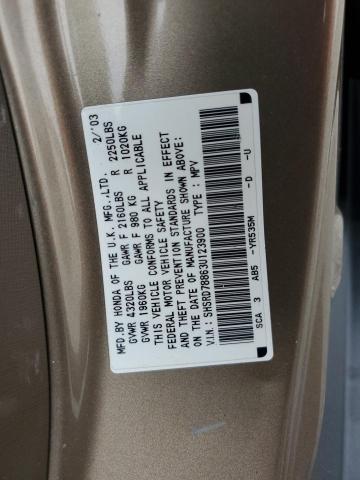 MFD.BY HONDA OF THE U.K. MFG.,LTD. 2/'03
GVWR 4320LBS GAWR F 2160LBS R 2250LBS
GVWR 1960KG GAWR F 980 KG R 1020KG
THIS VEHICLE CONFORMS TO ALL APPLICABLE
FEDERAL MOTOR VEHICLE SAFETY
AND THEFT PREVENTION STANDARDS IN EFFECT
ON THE DATE OF MANUFACTURE SHOWN ABOVE:
V.I.N.: SHSRD78863U123900 TYPE : MPV
SCA 3 AB5 -YR535M -D -U